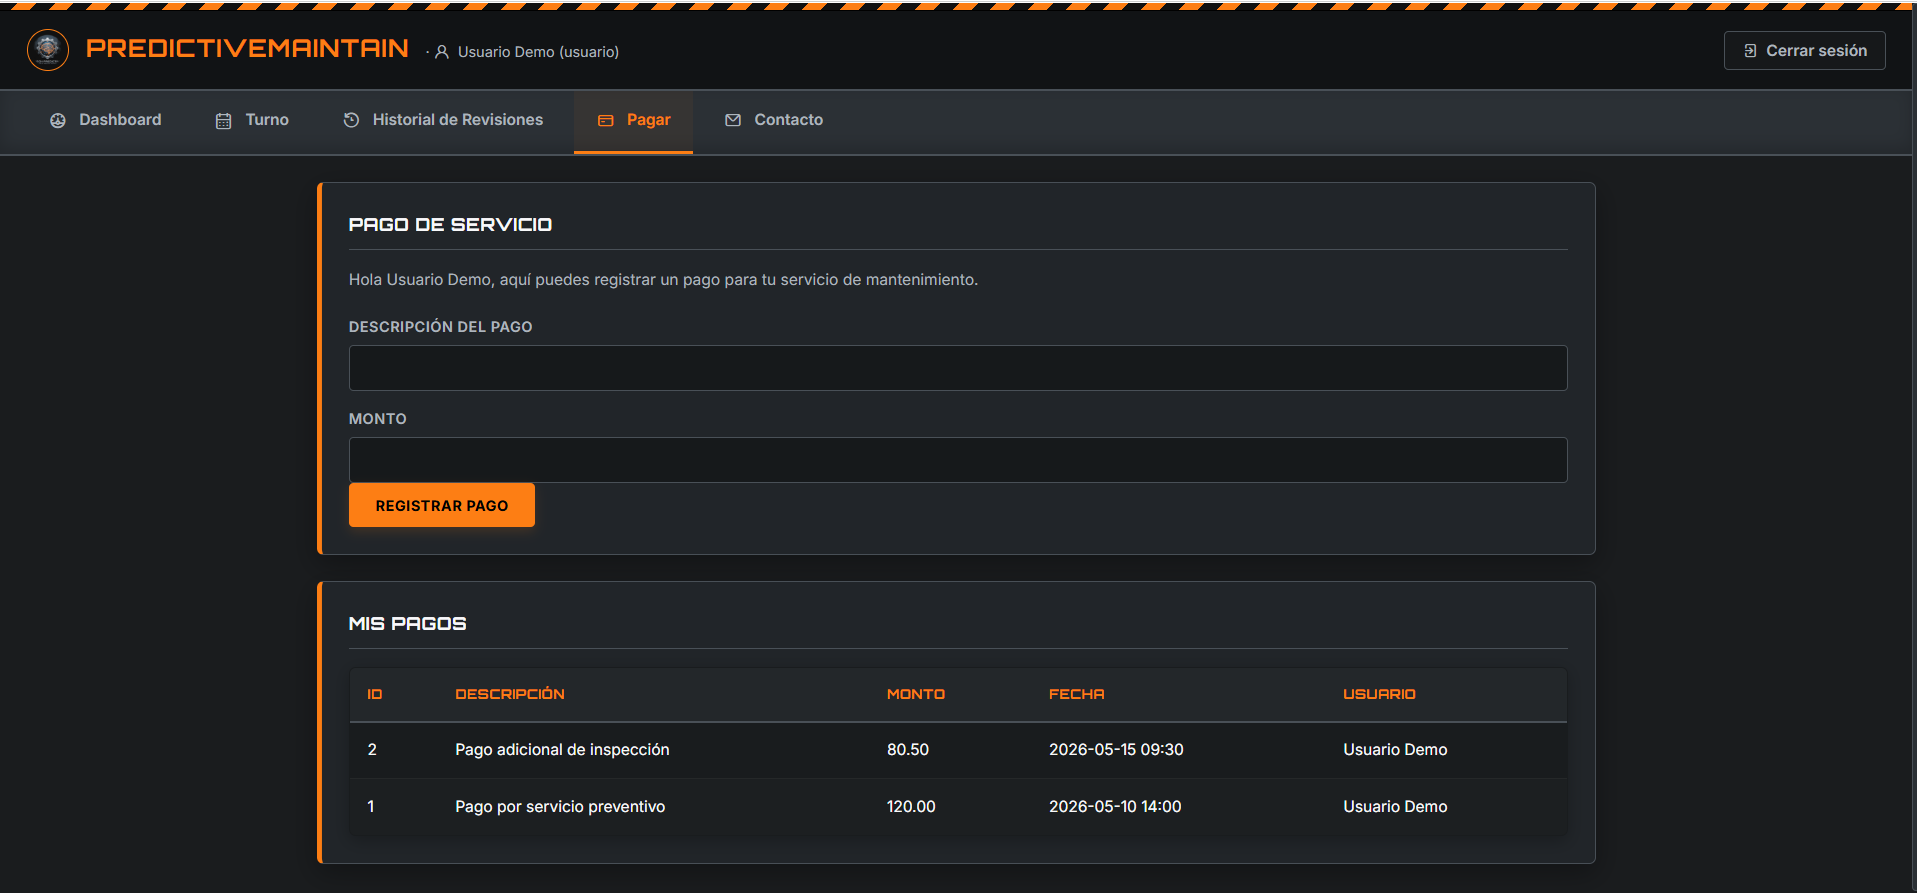 PREDICTIVEMAINTAIN · Usuario Demo (usuario) Cerrar sesión
Dashboard Turno Historial de Revisiones Pagar Contacto
PAGO DE SERVICIO
Hola Usuario Demo, aquí puedes registrar un pago para tu servicio de mantenimiento.
DESCRIPCIÓN DEL PAGO
MONTO
REGISTRAR PAGO
MIS PAGOS
ID DESCRIPCIÓN MONTO FECHA USUARIO
2 Pago adicional de inspección 80.50 2026-05-15 09:30 Usuario Demo
1 Pago por servicio preventivo 120.00 2026-05-10 14:00 Usuario Demo